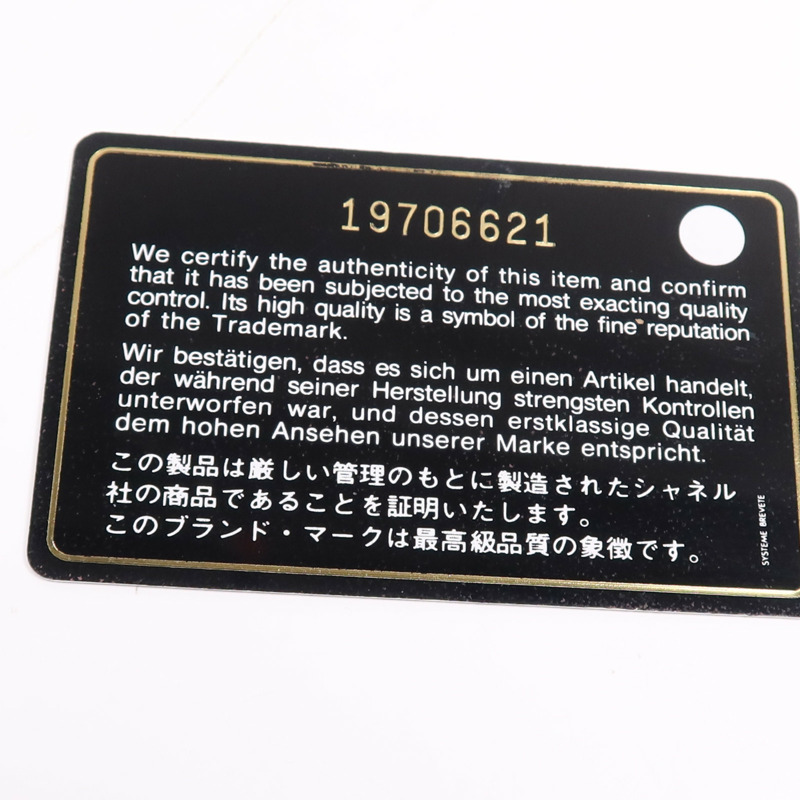 19706621
We certify the authenticity of this item and confirm
that it has been subjected to the most exacting quality
control. Its high quality is a symbol of the fine reputation
of the Trademark.
Wir bestätigen, dass es sich um einen Artikel handelt,
der während seiner Herstellung strengsten Kontrollen
unterworfen war, und dessen erstklassige Qualität
dem hohen Ansehen unserer Marke entspricht.
この製品は厳しい管理のもとに製造されたシャネル
社の商品であることを証明いたします。
このブランド・マークは最高級品質の象徴です。
SYSTEME BREVETE